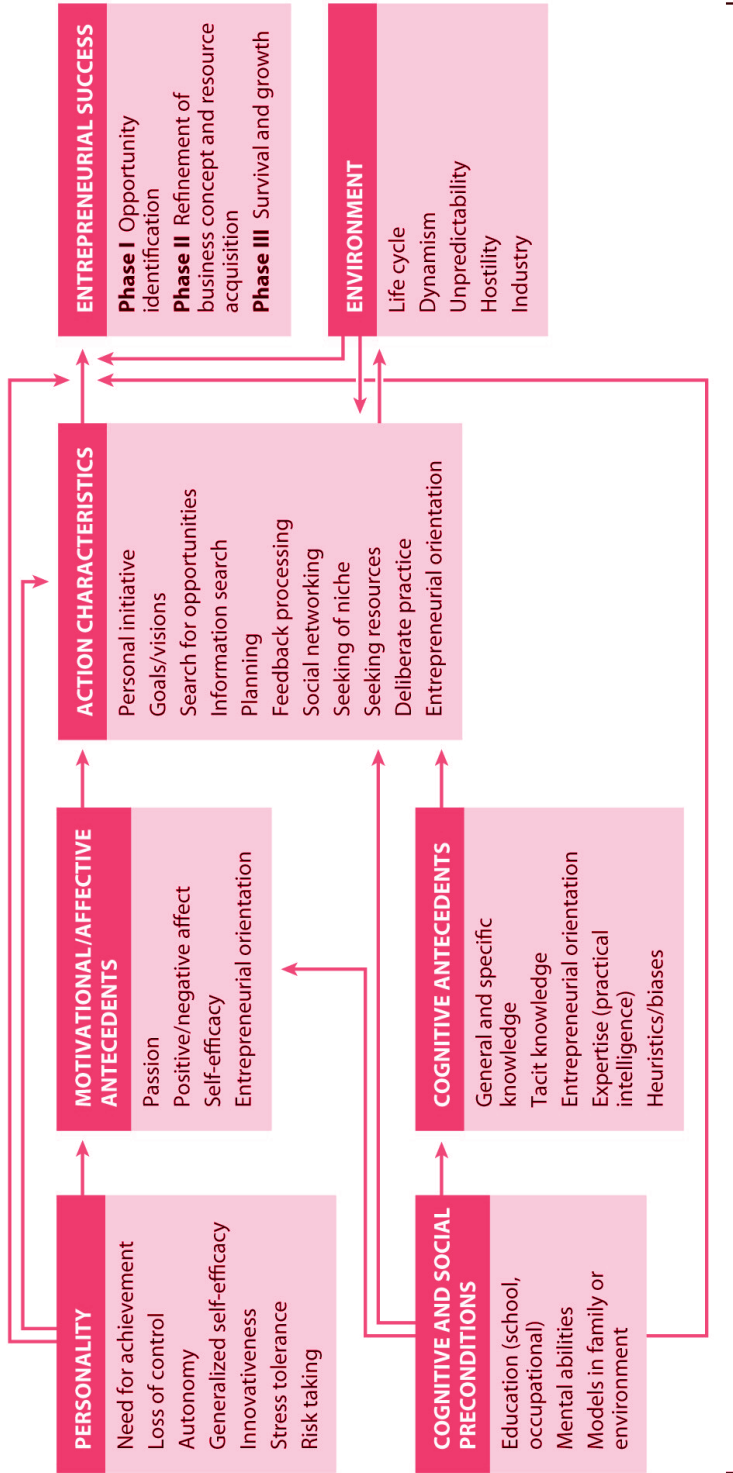 PERSONALITY
Need for achievement
Loss of control
Autonomy
Generalized self-efficacy
Innovativeness
Stress tolerance
Risk taking
MOTIVATIONAL/AFFECTIVE
ANTECEDENTS
Passion
Positive/negative affect
Self-efficacy
Entrepreneurial orientation
ACTION CHARACTERISTICS
Personal initiative
Goals/visions
Search for opportunities
Information search
Planning
Feedback processing
Social networking
Seeking of niche
Seeking resources
Deliberate practice
Entrepreneurial orientation
ENTREPRENEURIAL SUCCESS
Phase I Opportunity
identification
Phase II Refinement of
business concept and resource
acquisition
Phase III Survival and growth
COGNITIVE AND SOCIAL
PRECONDITIONS
Education (school,
occupational)
Mental abilities
Models in family or
environment
COGNITIVE ANTECEDENTS
General and specific
knowledge
Tacit knowledge
Entrepreneurial orientation
Expertise (practical
intelligence)
Heuristics/biases
ENVIRONMENT
Life cycle
Dynamism
Unpredictability
Hostility
Industry